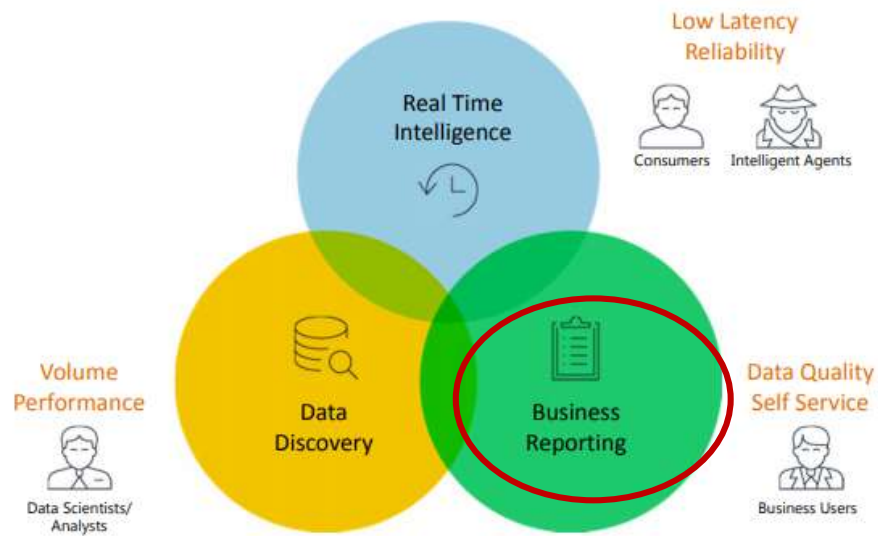 Low Latency
Reliability
Consumers
Intelligent Agents
Real Time
Intelligence
Volume
Performance
Data Scientists/
Analysts
Data
Discovery
Business
Reporting
Data Quality
Self Service
Business Users